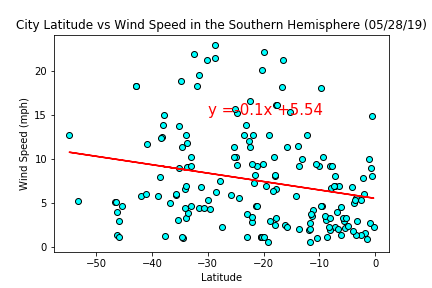 City Latitude vs Wind Speed in the Southern Hemisphere (05/28/19)
20
15
10
5
0
Wind Speed (mph)
y = -0.1x +5.54
−50 −40 −30 −20 −10 0
Latitude